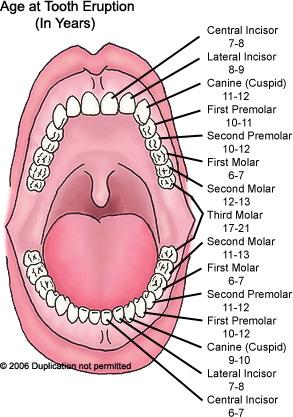 Age at Tooth Eruption
(In Years)
Central Incisor
7-8
Lateral Incisor
8-9
Canine (Cuspid)
11-12
First Premolar
10-11
Second Premolar
10-12
First Molar
6-7
Second Molar
12-13
Third Molar
17-21
Second Molar
11-13
First Molar
6-7
Second Premolar
11-12
First Premolar
10-12
Canine (Cuspid)
9-10
Lateral Incisor
7-8
Central Incisor
6-7
© 2006 Duplication not permitted